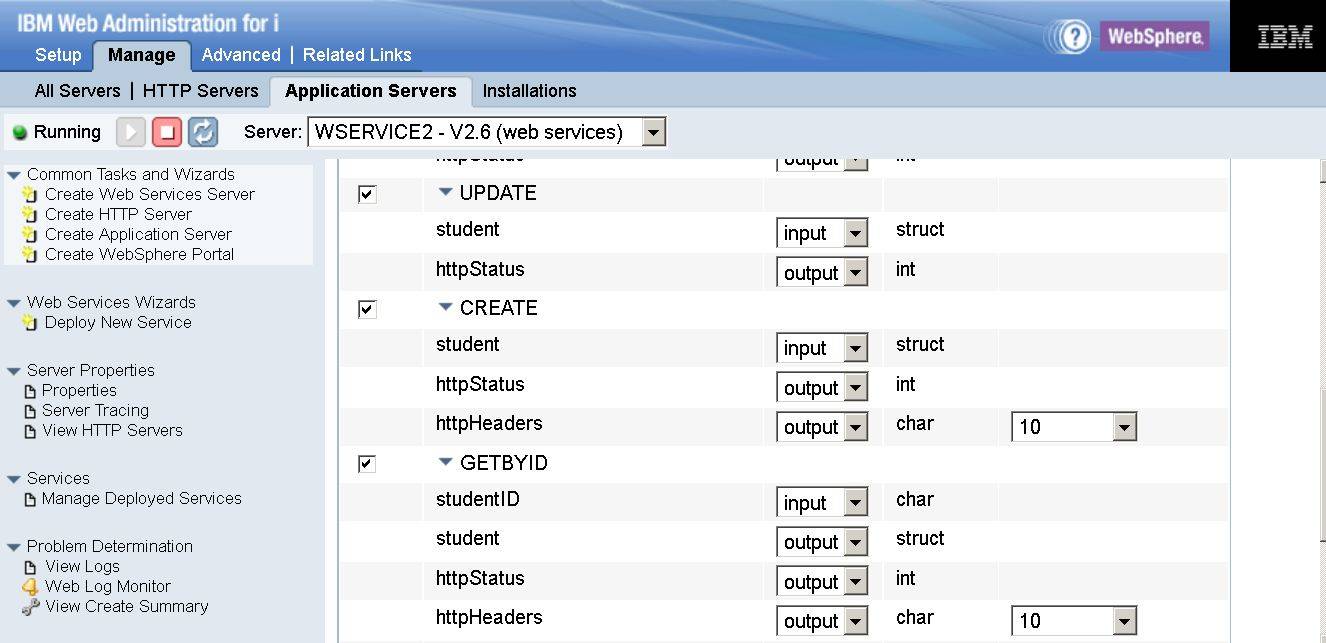 IBM Web Administration for i
WebSphere.
IBM
Setup Manage Advanced | Related Links
All Servers | HTTP Servers Application Servers Installations
Running Server: WSERVICE2 - V2.6 (web services)
Common Tasks and Wizards
Create Web Services Server
Create HTTP Server
Create Application Server
Create WebSphere Portal
Web Services Wizards
Deploy New Service
Server Properties
Properties
Server Tracing
View HTTP Servers
Services
Manage Deployed Services
Problem Determination
View Logs
Web Log Monitor
View Create Summary
httpStatus output int
UPDATE
student input struct
httpStatus output int
CREATE
student input struct
httpStatus output int
httpHeaders output char 10
GETBYID
studentID input char
student output struct
httpStatus output int
httpHeaders output char 10